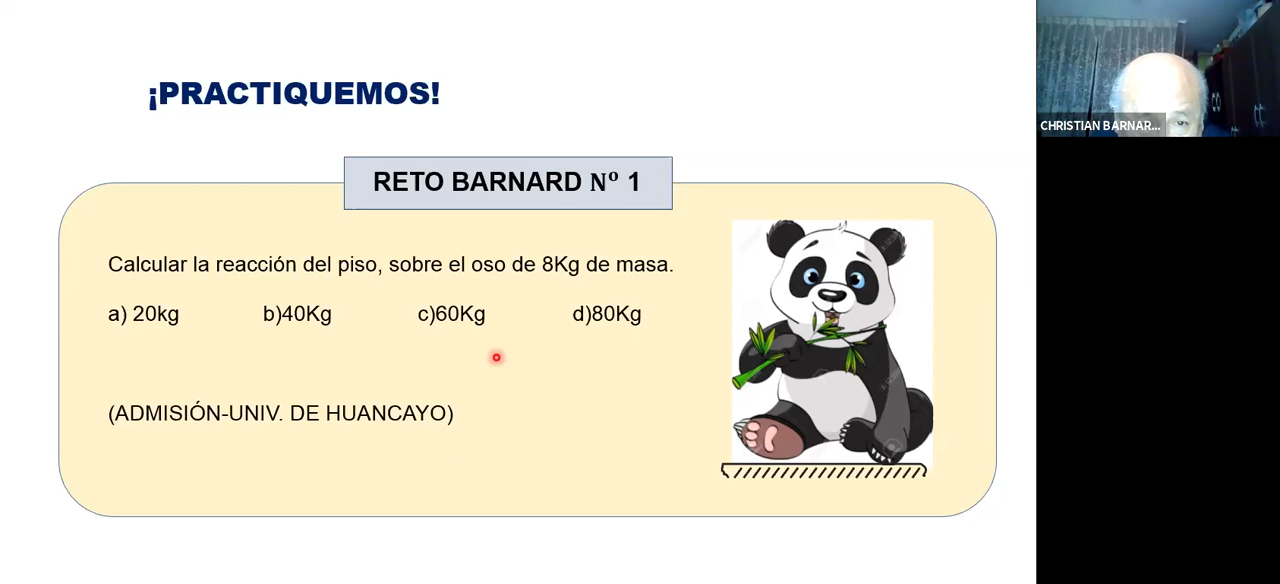 ¡PRACTIQUEMOS!
CHRISTIAN BARNAR...
RETO BARNARD Nº 1
Calcular la reacción del piso, sobre el oso de 8Kg de masa.
a) 20kg b)40Kg c)60Kg d)80Kg
(ADMISIÓN-UNIV. DE HUANCAYO)